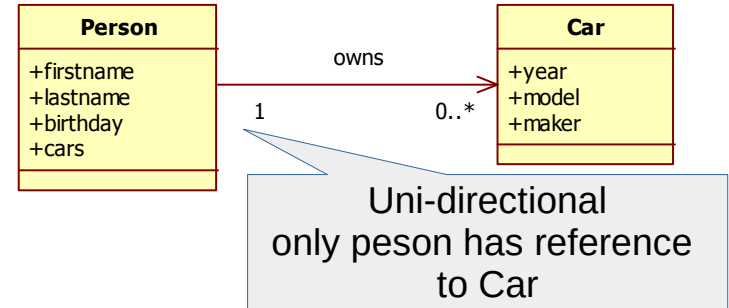 Person
+firstname
+lastname
+birthday
+cars
owns
1
0..*
Car
+year
+model
+maker
Uni-directional
only peson has reference
to Car